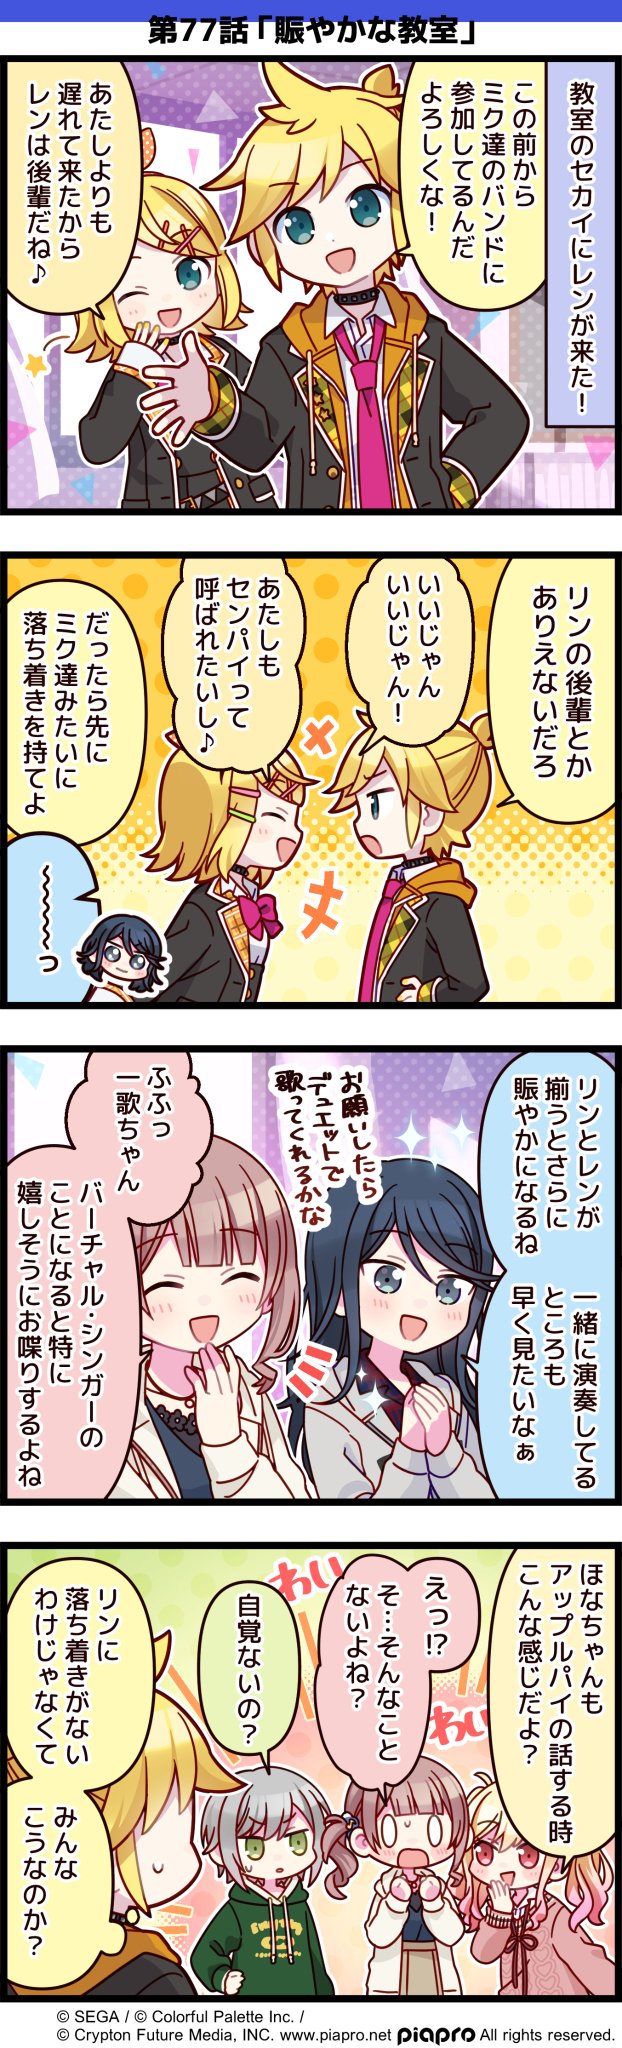 第77話「賑やかな教室」
教室のセカイにレンが来た！
この前から
ミク達のバンドに
参加してるんだ
よろしくな！
あたしよりも
遅れて来たから
レンは後輩だね♪
リンの後輩とか
ありえないだろ
いいじゃん
いいじゃん！
あたしも
センパイって
呼ばれたいし♪
だったら先に
ミク達みたいに
落ち着きを持てよ
〜〜〜〜っ
リンとレンが
揃うとさらに
賑やかになるね
一緒に演奏してる
ところも
早く見たいなぁ
お願いしたら
デュエットで
歌ってくれるかな
ふふっ
一歌ちゃん
バーチャル・シンガーの
ことになると特に
嬉しそうにお喋りするよね
ほなちゃんも
アップルパイの話する時
こんな感じだよ？
えっ!?
そ…そんなこと
ないよね？
わい
わい
自覚ないの？
リンに
落ち着きがない
わけじゃなくて
みんな
こうなのか？
© SEGA / © Colorful Palette Inc. /
© Crypton Future Media, INC. www.piapro.net piapro All rights reserved.